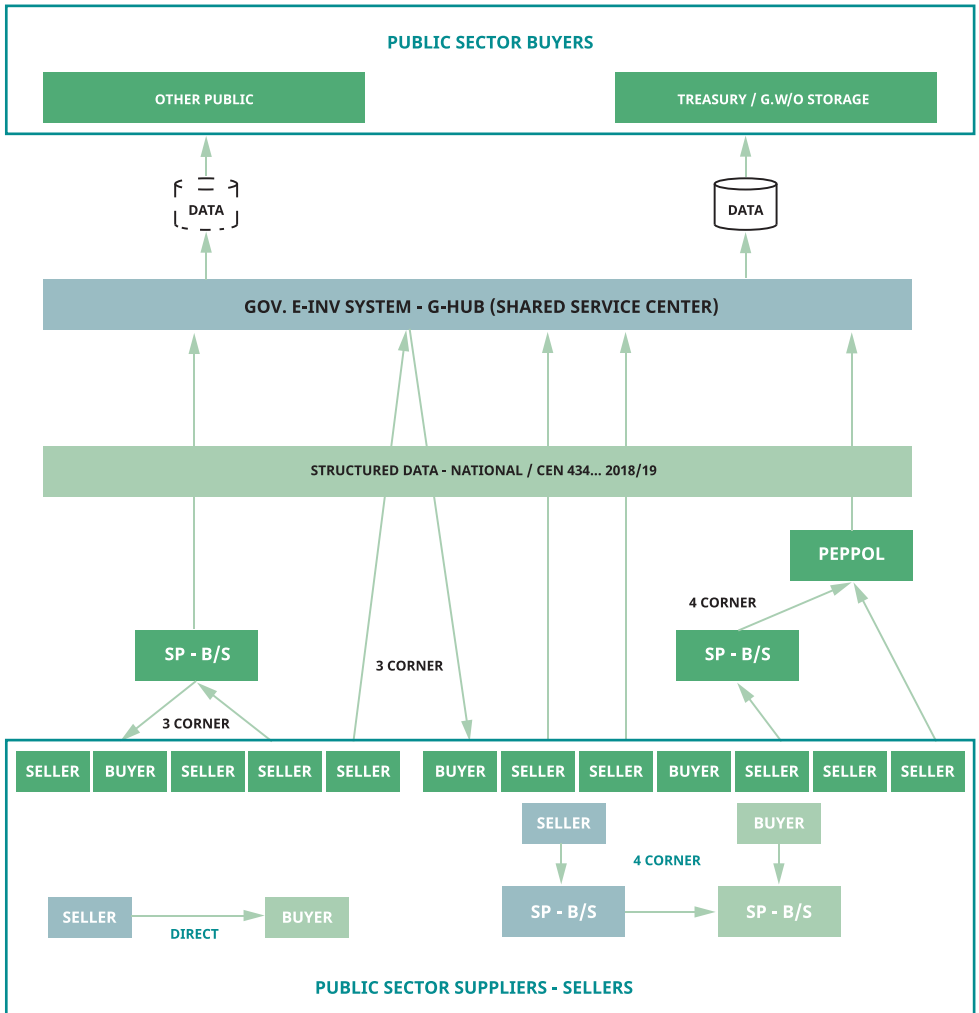 PUBLIC SECTOR BUYERS
OTHER PUBLIC
TREASURY / G.W/O STORAGE
DATA
DATA
GOV. E-INV SYSTEM - G-HUB (SHARED SERVICE CENTER)
STRUCTURED DATA - NATIONAL / CEN 434... 2018/19
PEPPOL
4 CORNER
SP - B/S
SP - B/S
3 CORNER
3 CORNER
SELLER
BUYER
SELLER
SELLER
SELLER
BUYER
SELLER
SELLER
BUYER
SELLER
SELLER
SELLER
SELLER
BUYER
4 CORNER
SP - B/S
SP - B/S
SELLER
BUYER
DIRECT
PUBLIC SECTOR SUPPLIERS - SELLERS